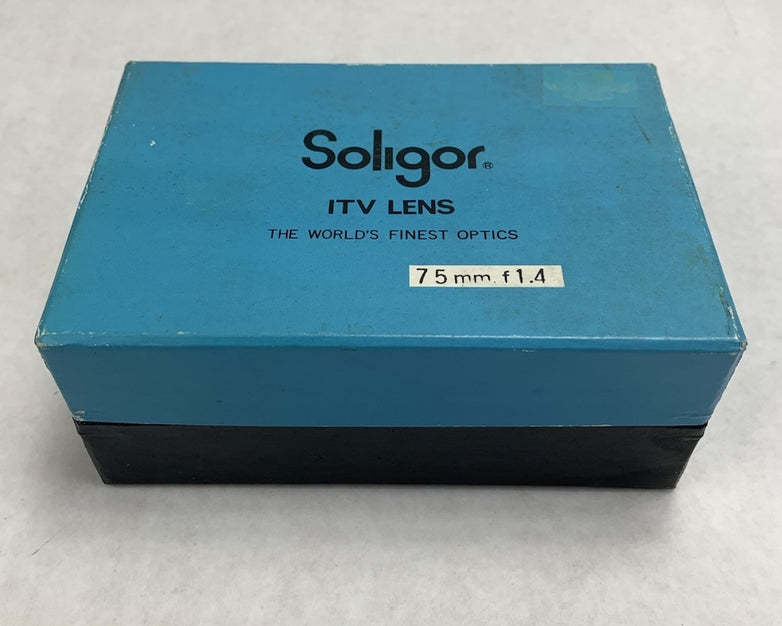 Soligor®
ITV LENS
THE WORLD'S FINEST OPTICS
75mm. f1.4